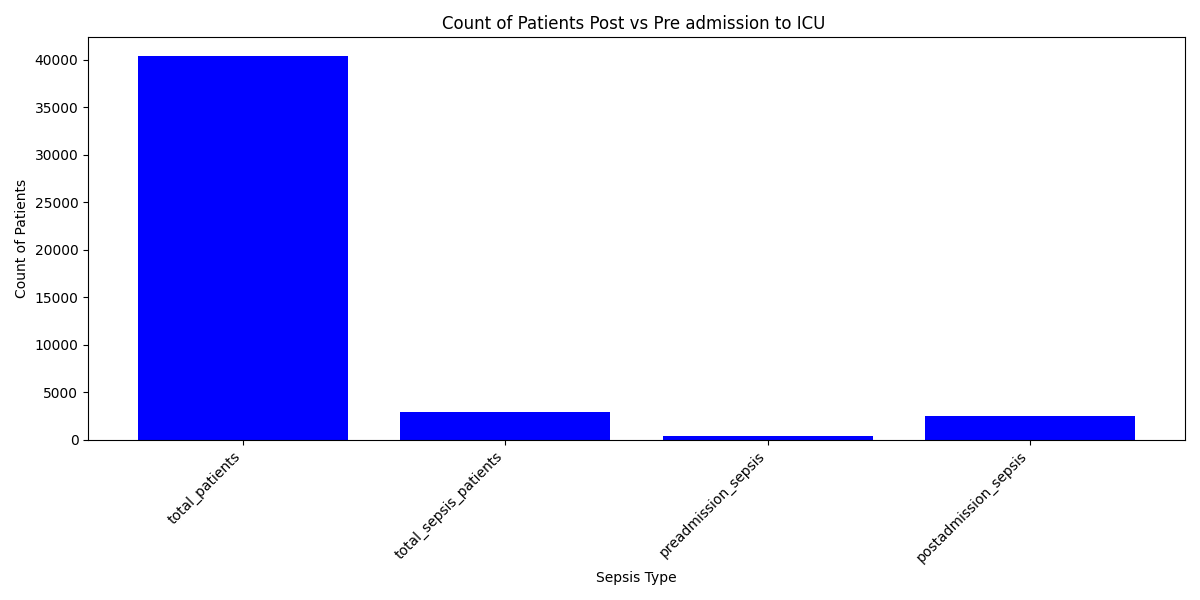 Count of Patients Post vs Pre admission to ICU
Count of Patients
40000
35000
30000
25000
20000
15000
10000
5000
0
total_patients
total_sepsis_patients
preadmission_sepsis
postadmission_sepsis
Sepsis Type